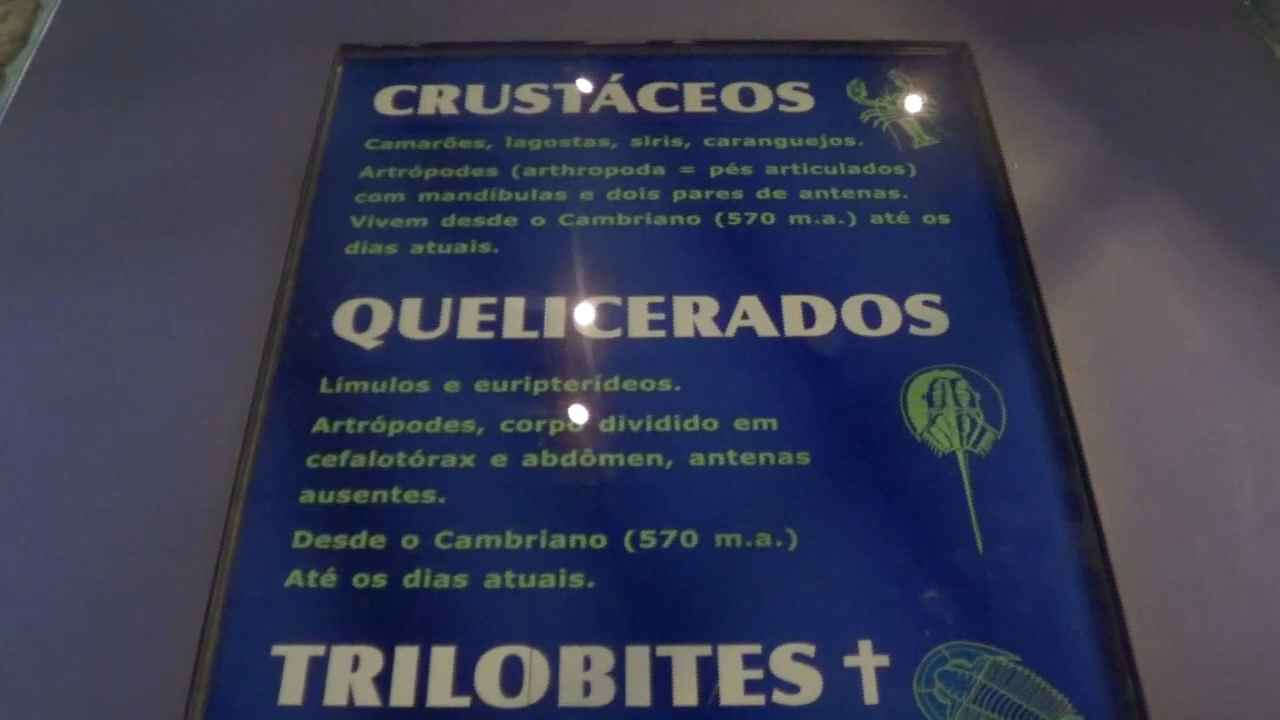 CRUSTÁCEOS
Camarões, lagostas, siris, caranguejos.
Artrópodes (arthropoda = pés articulados)
com mandíbulas e dois pares de antenas.
Vivem desde o Cambriano (570 m.a.) até os
dias atuais.
QUELICERADOS
Límulos e euripterídeos.
Artrópodes, corpo dividido em
cefalotórax e abdômen, antenas
ausentes.
Desde o Cambriano (570 m.a.)
Até os dias atuais.
TRILOBITES ✝